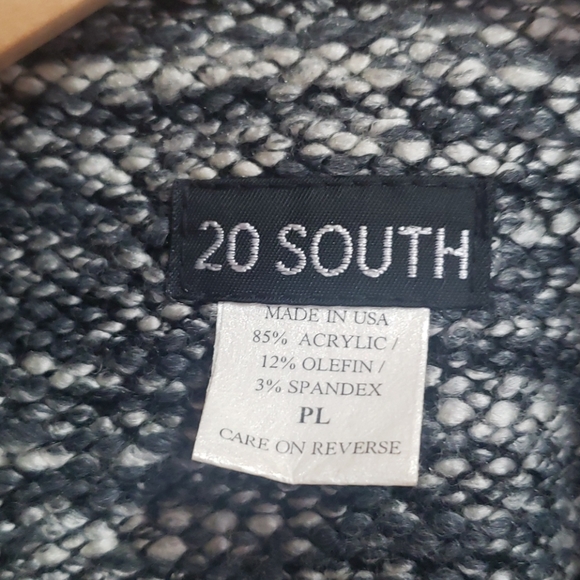 20 SOUTH
MADE IN USA
85% ACRYLIC /
12% OLEFIN /
3% SPANDEX
PL
CARE ON REVERSE